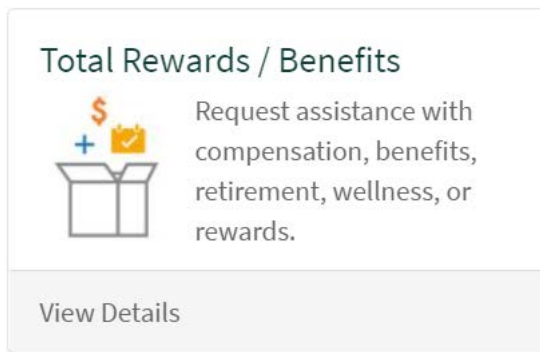 Total Rewards / Benefits
$
Request assistance with
compensation, benefits,
retirement, wellness, or
rewards.
View Details